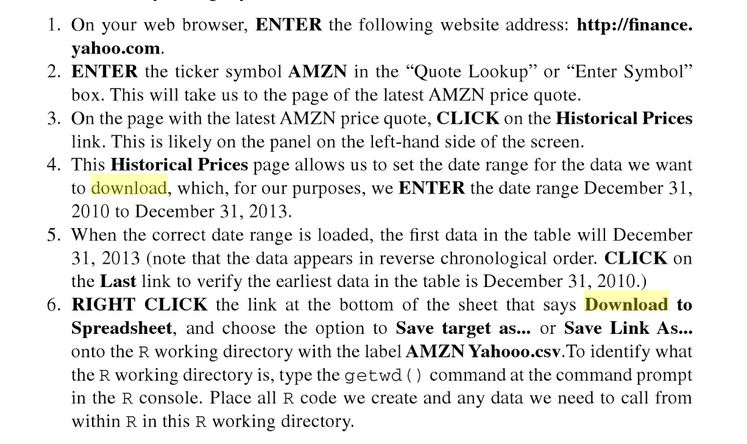 1. On your web browser, ENTER the following website address: http://finance.
yahoo.com.
2. ENTER the ticker symbol AMZN in the “Quote Lookup” or “Enter Symbol”
box. This will take us to the page of the latest AMZN price quote.
3. On the page with the latest AMZN price quote, CLICK on the Historical Prices
link. This is likely on the panel on the left-hand side of the screen.
4. This Historical Prices page allows us to set the date range for the data we want
to download, which, for our purposes, we ENTER the date range December 31,
2010 to December 31, 2013.
5. When the correct date range is loaded, the first data in the table will December
31, 2013 (note that the data appears in reverse chronological order. CLICK on
the Last link to verify the earliest data in the table is December 31, 2010.)
6. RIGHT CLICK the link at the bottom of the sheet that says Download to
Spreadsheet, and choose the option to Save target as... or Save Link As...
onto the R working directory with the label AMZN Yahooo.csv.To identify what
the R working directory is, type the getwd() command at the command prompt
in the R console. Place all R code we create and any data we need to call from
within R in this R working directory.